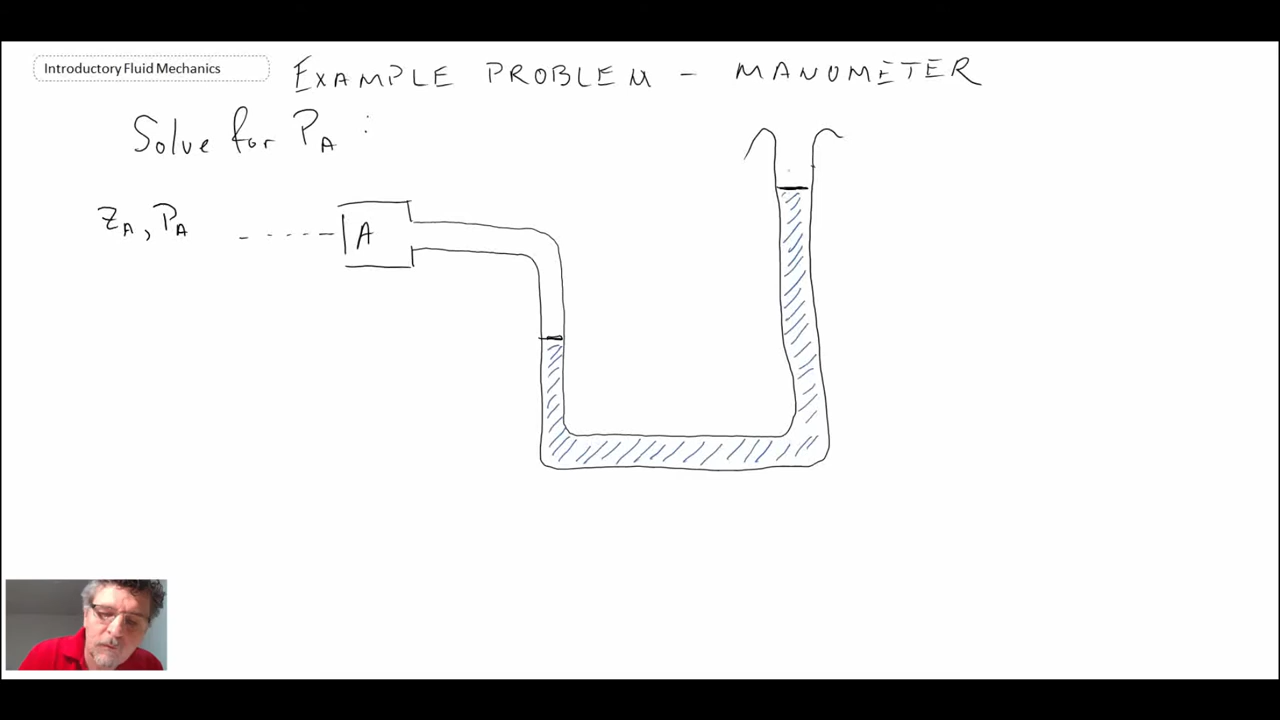 Introductory Fluid Mechanics
EXAMPLE PROBLEM - MANOMETER
Solve for PA :
ZA, PA
A